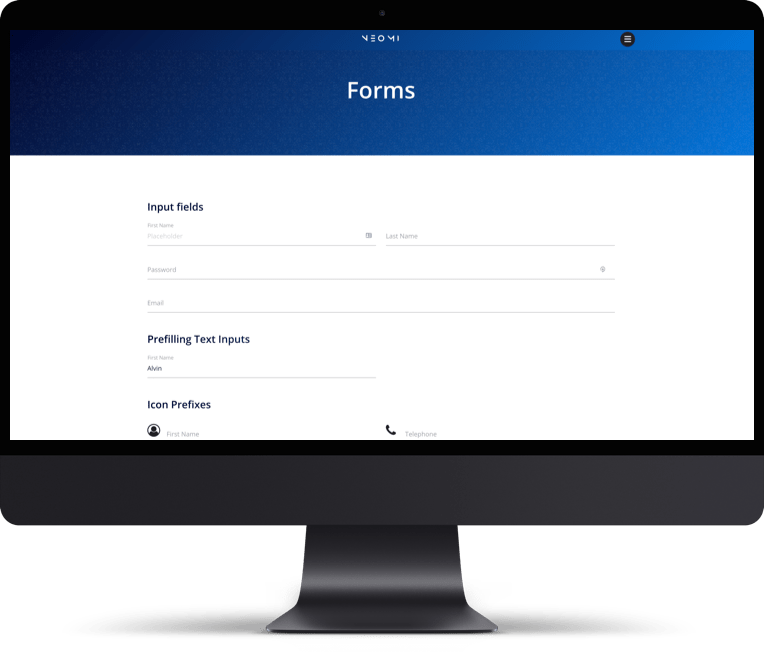 NEOMI
Forms
Input fields
First Name
Placeholder
Last Name
Password
Email
Prefilling Text Inputs
First Name
Alvin
Icon Prefixes
First Name
Telephone